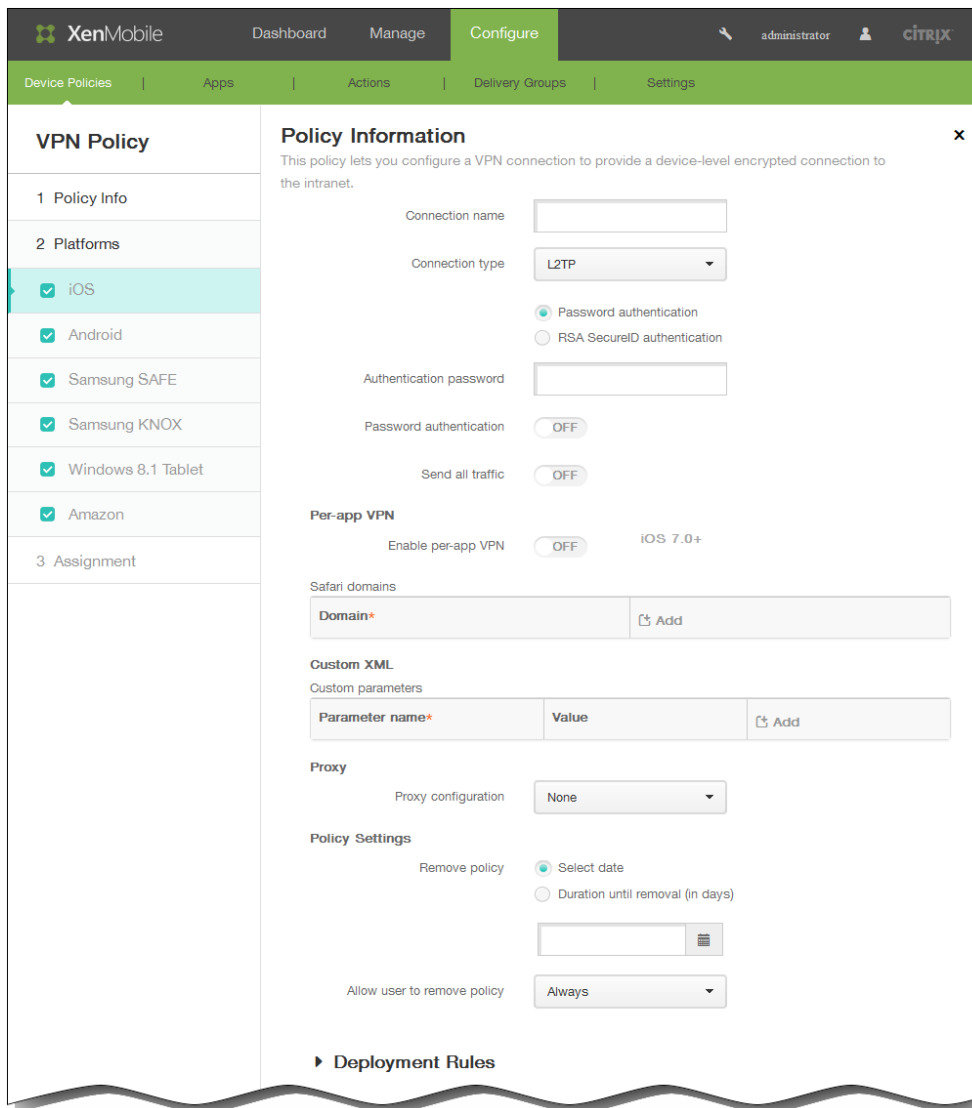 XenMobile Dashboard Manage Configure administrator CİTRIX
Device Policies | Apps | Actions | Delivery Groups | Settings
VPN Policy
1 Policy Info
2 Platforms
iOS
Android
Samsung SAFE
Samsung KNOX
Windows 8.1 Tablet
Amazon
3 Assignment
Policy Information
This policy lets you configure a VPN connection to provide a device-level encrypted connection to
the intranet.
Connection name
Connection type L2TP
Password authentication
RSA SecureID authentication
Authentication password
Password authentication OFF
Send all traffic OFF
Per-app VPN
Enable per-app VPN OFF iOS 7.0+
Safari domains
Domain* Add
Custom XML
Custom parameters
Parameter name* Value Add
Proxy
Proxy configuration None
Policy Settings
Remove policy Select date
Duration until removal (in days)
Allow user to remove policy Always
Deployment Rules